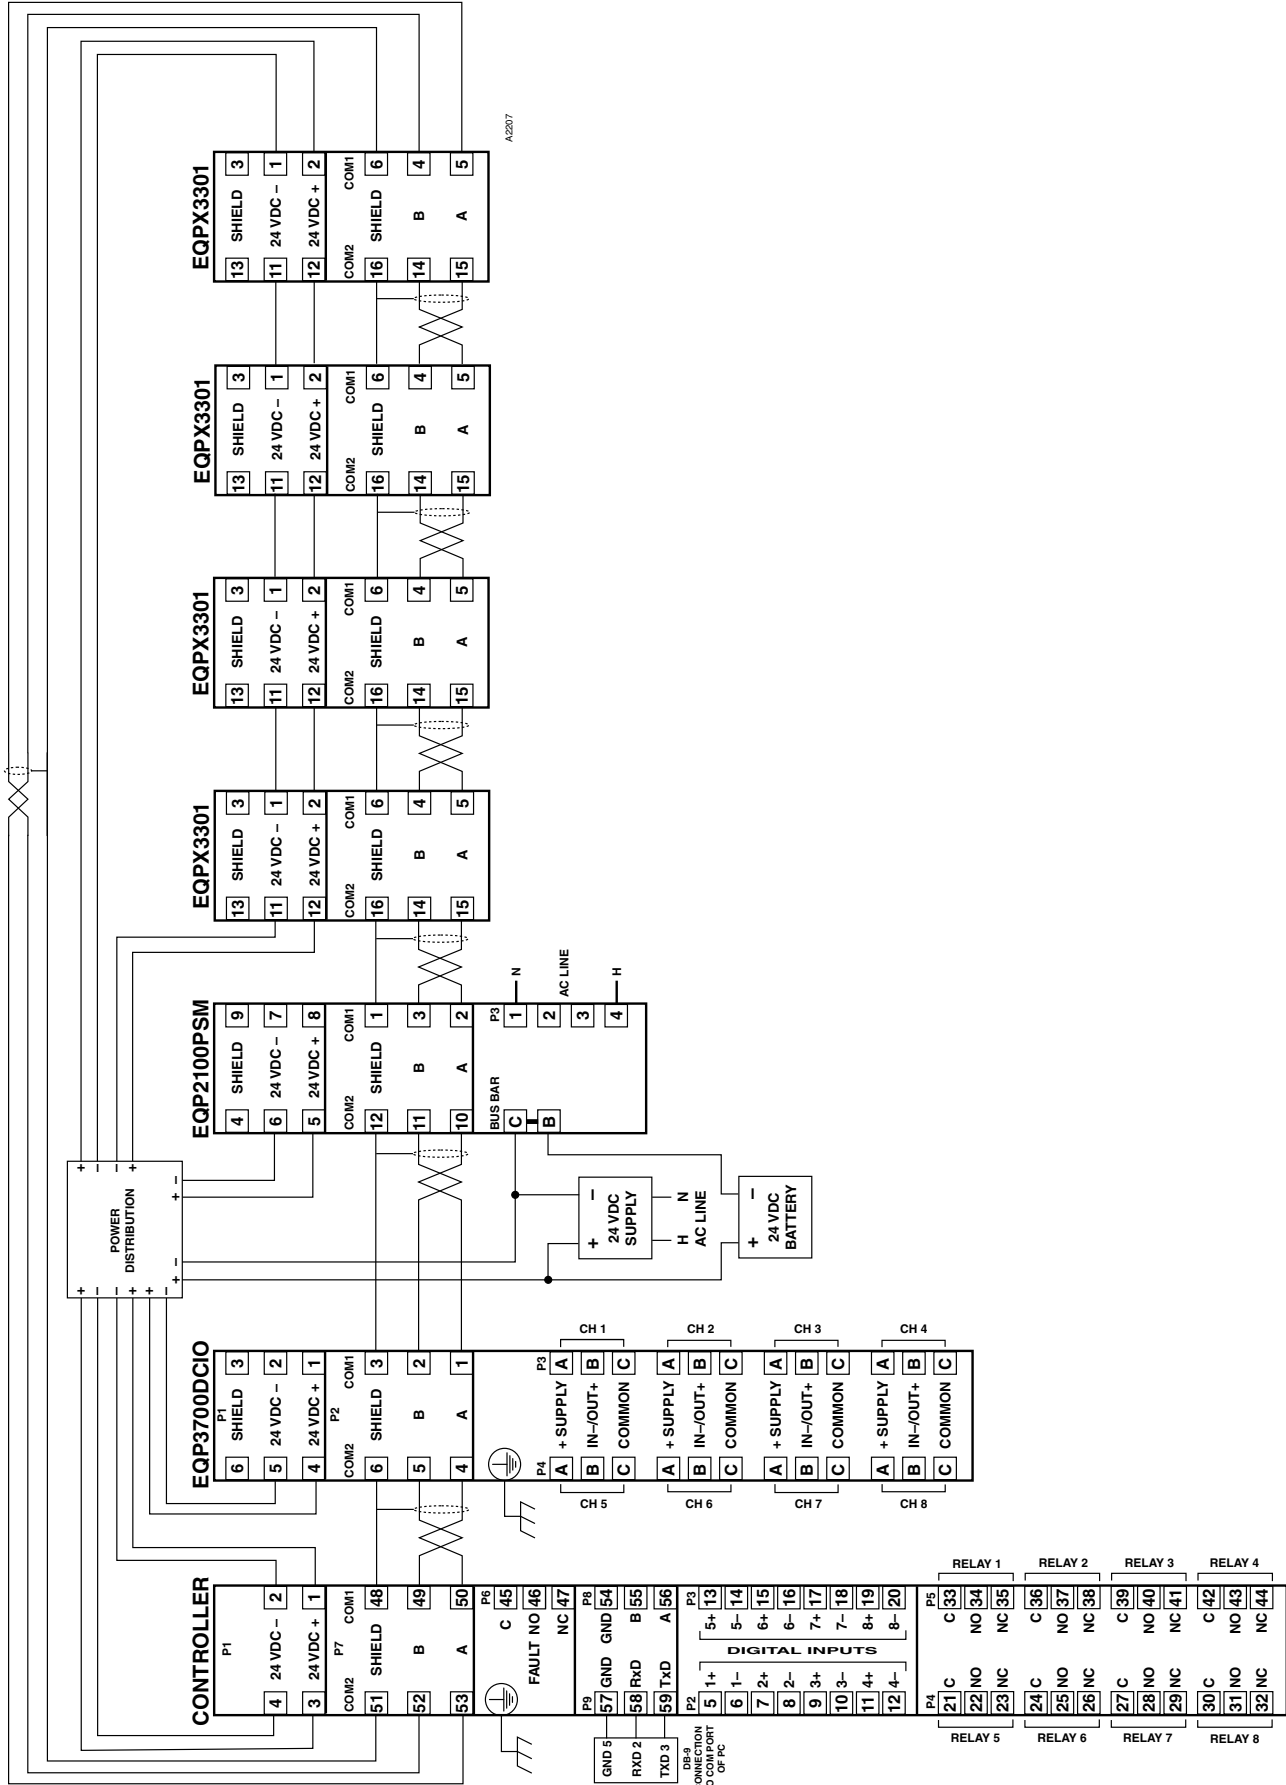 CONTROLLER
P1
4 24 VDC – 2
3 24 VDC + 1
COM2 P7 COM1
51 SHIELD 48
52 B 49
53 A 50
P6
C 45
FAULT NO 46
NC 47
P9 P8
57 GND GND 54
58 RxD B 55
59 TxD A 56
GND 5
RXD 2
TXD 3
DB-9
ONNECTION
O COM PORT
OF PC
P2 P3
DIGITAL INPUTS
5 1+ 5+ 13
6 1– 5– 14
7 2+ 6+ 15
8 2– 6– 16
9 3+ 7+ 17
10 3– 7– 18
11 4+ 8+ 19
12 4– 8– 20
P4 P5
21 C C 33
22 NO NO 34
23 NC NC 35
RELAY 5 RELAY 1
24 C C 36
25 NO NO 37
26 NC NC 38
RELAY 6 RELAY 2
27 C C 39
28 NO NO 40
29 NC NC 41
RELAY 7 RELAY 3
30 C C 42
31 NO NO 43
32 NC NC 44
RELAY 8 RELAY 4
EQP3700DCIO
P1
6 SHIELD 3
5 24 VDC – 2
4 24 VDC + 1
COM2 P2 COM1
6 SHIELD 3
5 B 2
4 A 1
P4 P3
A + SUPPLY A
B IN–/OUT+ B
C COMMON C
CH 5 CH 1
A + SUPPLY A
B IN–/OUT+ B
C COMMON C
CH 6 CH 2
A + SUPPLY A
B IN–/OUT+ B
C COMMON C
CH 7 CH 3
A + SUPPLY A
B IN–/OUT+ B
C COMMON C
CH 8 CH 4
POWER
DISTRIBUTION
+ +
– –
– –
+ +
+
–
+ – + –
+ –
24 VDC
SUPPLY
H N
AC LINE
+ –
24 VDC
BATTERY
EQP2100PSM
4 SHIELD 9
6 24 VDC – 7
5 24 VDC + 8
COM2 COM1
12 SHIELD 1
11 B 3
10 A 2
BUS BAR P3
C 1 N
B 2
AC LINE
3
4 H
EQPX3301
13 SHIELD 3
11 24 VDC – 1
12 24 VDC + 2
COM2 COM1
16 SHIELD 6
14 B 4
15 A 5
EQPX3301
13 SHIELD 3
11 24 VDC – 1
12 24 VDC + 2
COM2 COM1
16 SHIELD 6
14 B 4
15 A 5
EQPX3301
13 SHIELD 3
11 24 VDC – 1
12 24 VDC + 2
COM2 COM1
16 SHIELD 6
14 B 4
15 A 5
EQPX3301
13 SHIELD 3
11 24 VDC – 1
12 24 VDC + 2
COM2 COM1
16 SHIELD 6
14 B 4
15 A 5
A2207